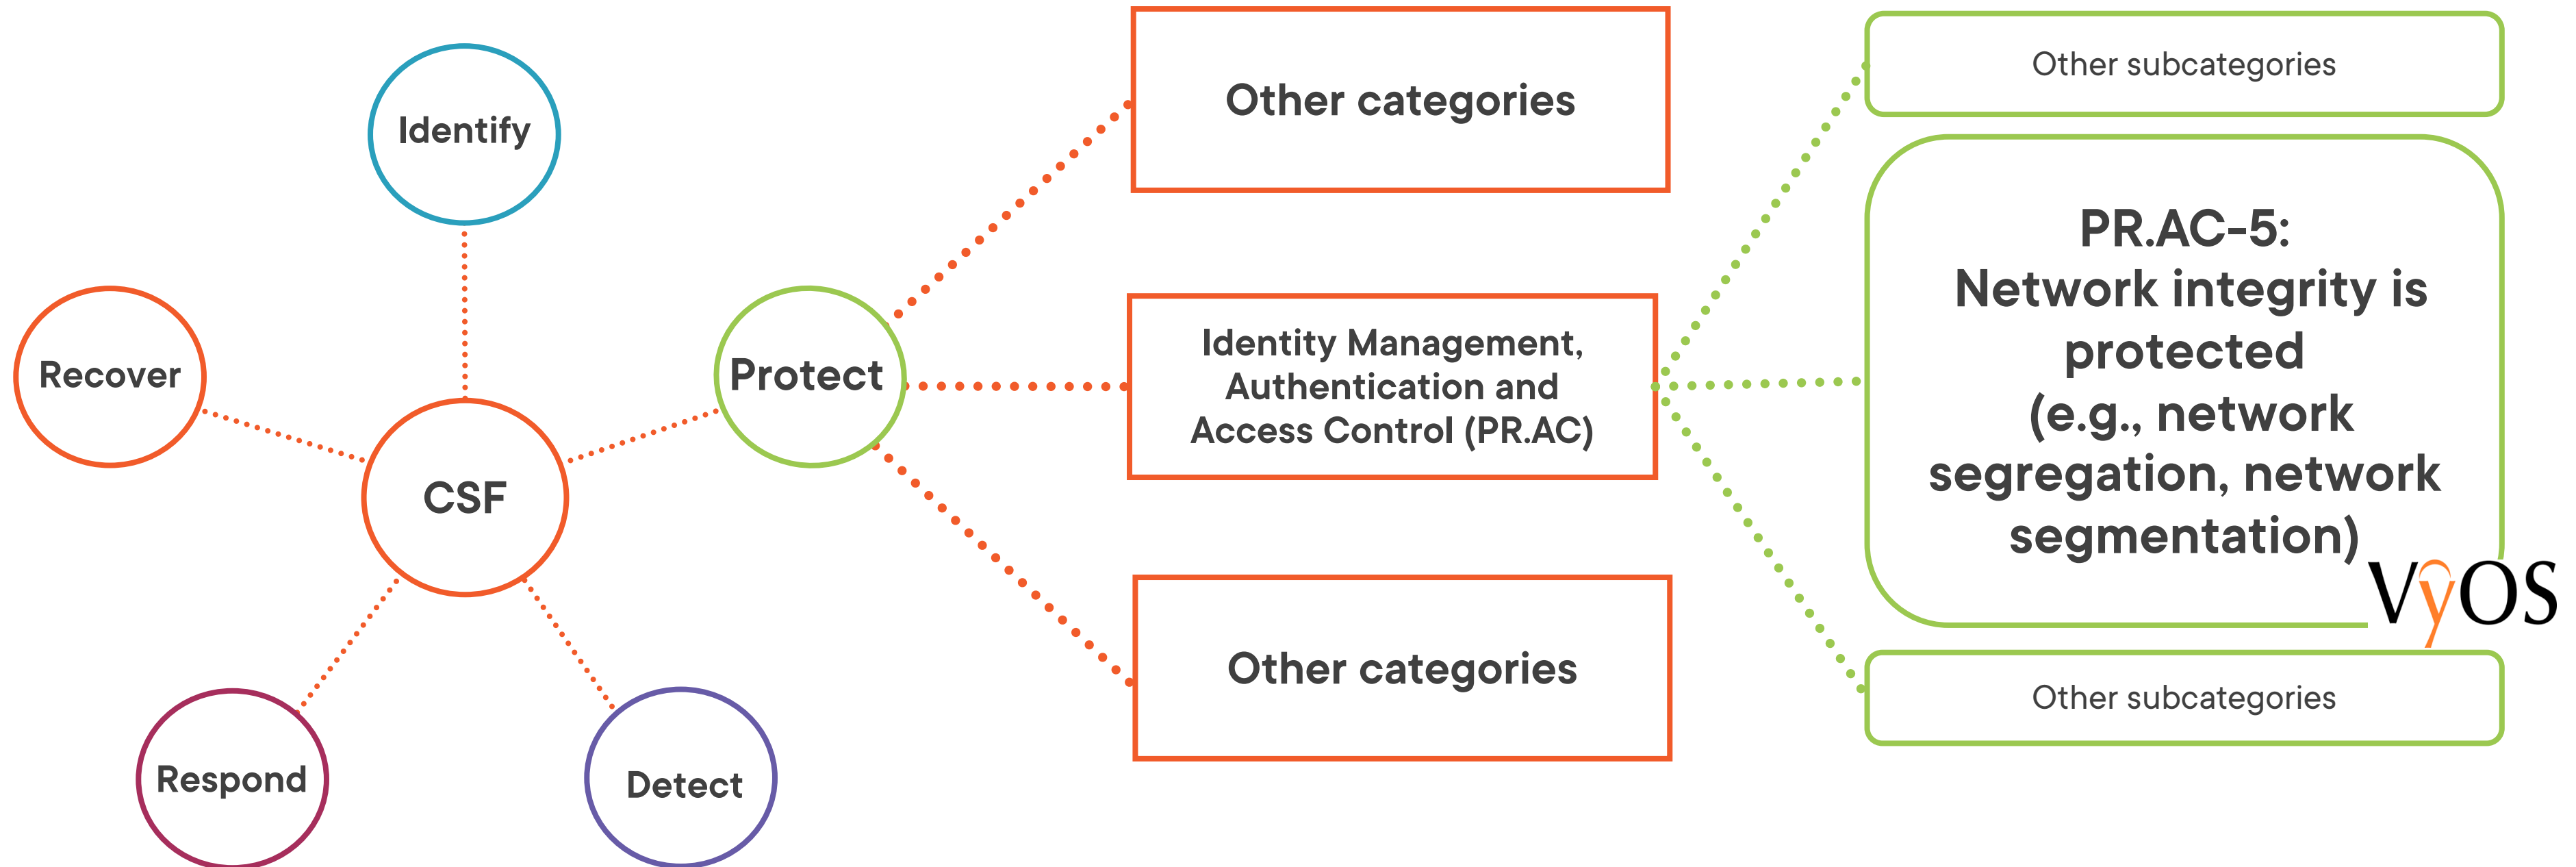 Identify
Recover
CSF
Protect
Respond
Detect
Other categories
Identity Management,
Authentication and
Access Control (PR.AC)
Other categories
Other subcategories
PR.AC-5:
Network integrity is
protected
(e.g., network
segregation, network
segmentation)
VyOS
Other subcategories